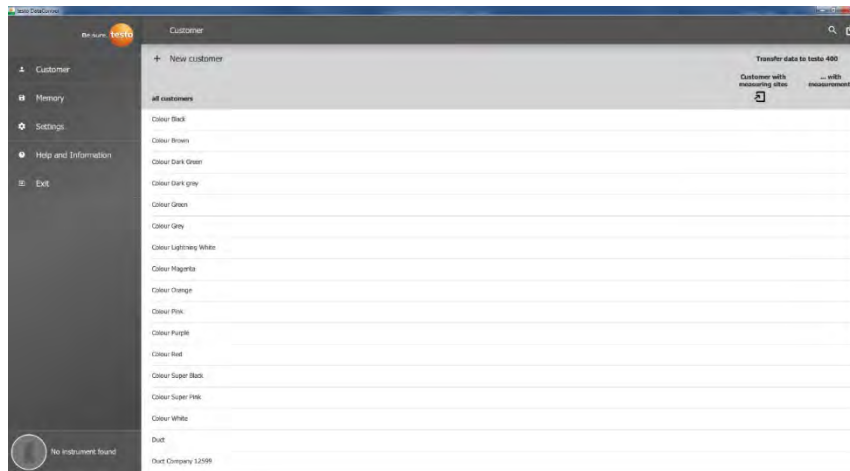 testo DataControl
Be sure. testo
Customer
Customer
Memory
Settings
Help and Information
Exit
No instrument found
+ New customer
Transfer data to testo 400
Customer with
measuring sites
... with
measurement
all customers
Colour Black
Colour Brown
Colour Dark Green
Colour Dark grey
Colour Green
Colour Grey
Colour Lightning White
Colour Magenta
Colour Orange
Colour Pink
Colour Purple
Colour Red
Colour Super Black
Colour Super Pink
Colour White
Duct
Duct Company 12599